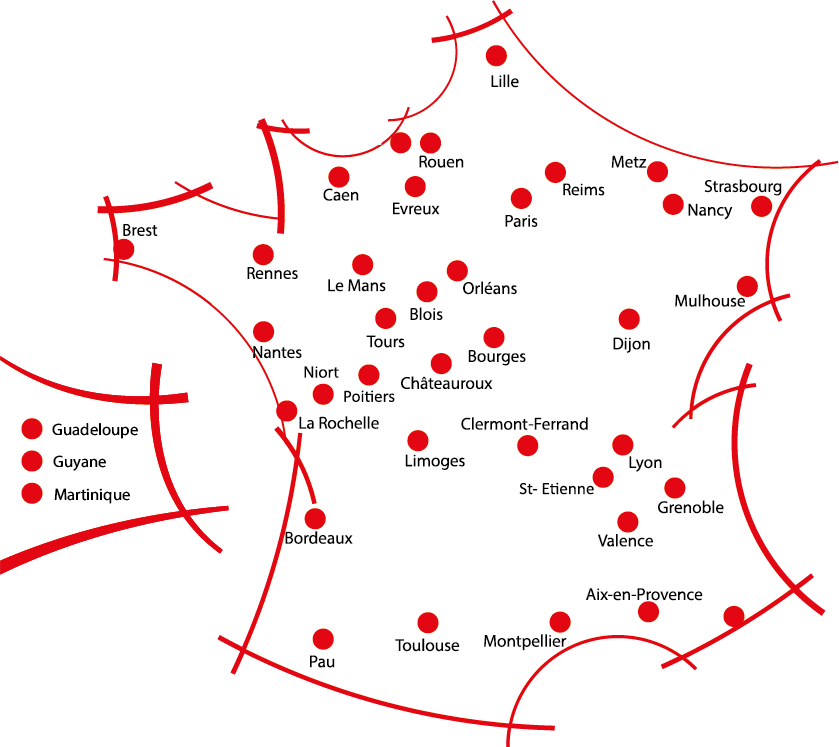 Lille
Rouen
Metz
Reims
Strasbourg
Caen
Evreux
Paris
Nancy
Brest
Rennes
Le Mans
Orléans
Mulhouse
Blois
Tours
Dijon
Nantes
Bourges
Niort
Châteauroux
Poitiers
La Rochelle
Clermont-Ferrand
Guadeloupe
Limoges
Lyon
Guyane
St- Etienne
Martinique
Grenoble
Bordeaux
Valence
Aix-en-Provence
Montpellier
Toulouse
Pau